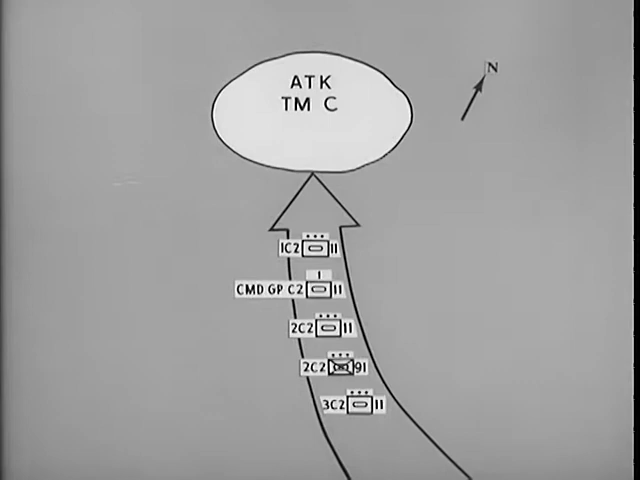 ATK
TM C
N
1C2 11
CMD GP C2 11
2C2 11
2C2 91
3C2 11